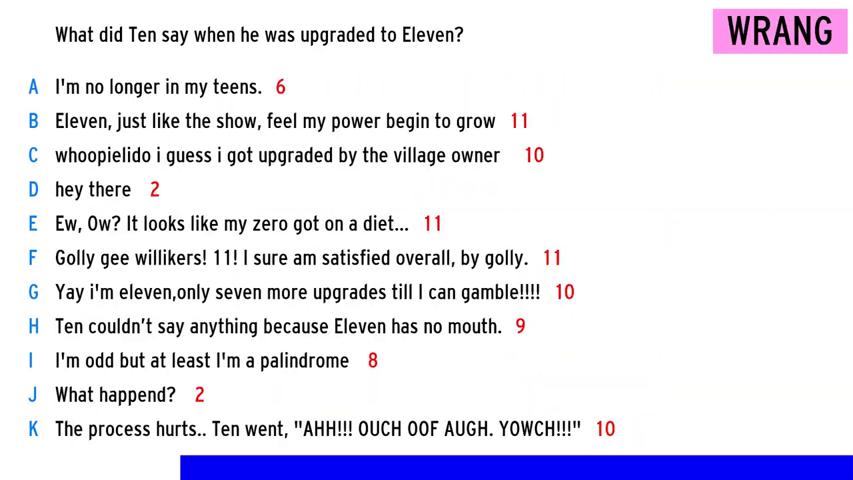 What did Ten say when he was upgraded to Eleven?
WRANG
A I'm no longer in my teens. 6
B Eleven, just like the show, feel my power begin to grow 11
C whoopielido i guess i got upgraded by the village owner 10
D hey there 2
E Ew, Ow? It looks like my zero got on a diet... 11
F Golly gee willikers! 11! I sure am satisfied overall, by golly. 11
G Yay i'm eleven,only seven more upgrades till I can gamble!!!! 10
H Ten couldn’t say anything because Eleven has no mouth. 9
I I'm odd but at least I'm a palindrome 8
J What happend? 2
K The process hurts.. Ten went, "AHH!!! OUCH OOF AUGH. YOWCH!!!" 10